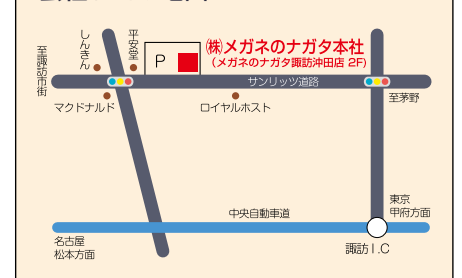 至諏訪市街
しんきん
平安堂
P
㈱メガネのナガタ本社
(メガネのナガタ諏訪沖田店 2F)
サンリッツ道路
マクドナルド
ロイヤルホスト
至茅野
中央自動車道
東京
甲府方面
名古屋
松本方面
諏訪I.C